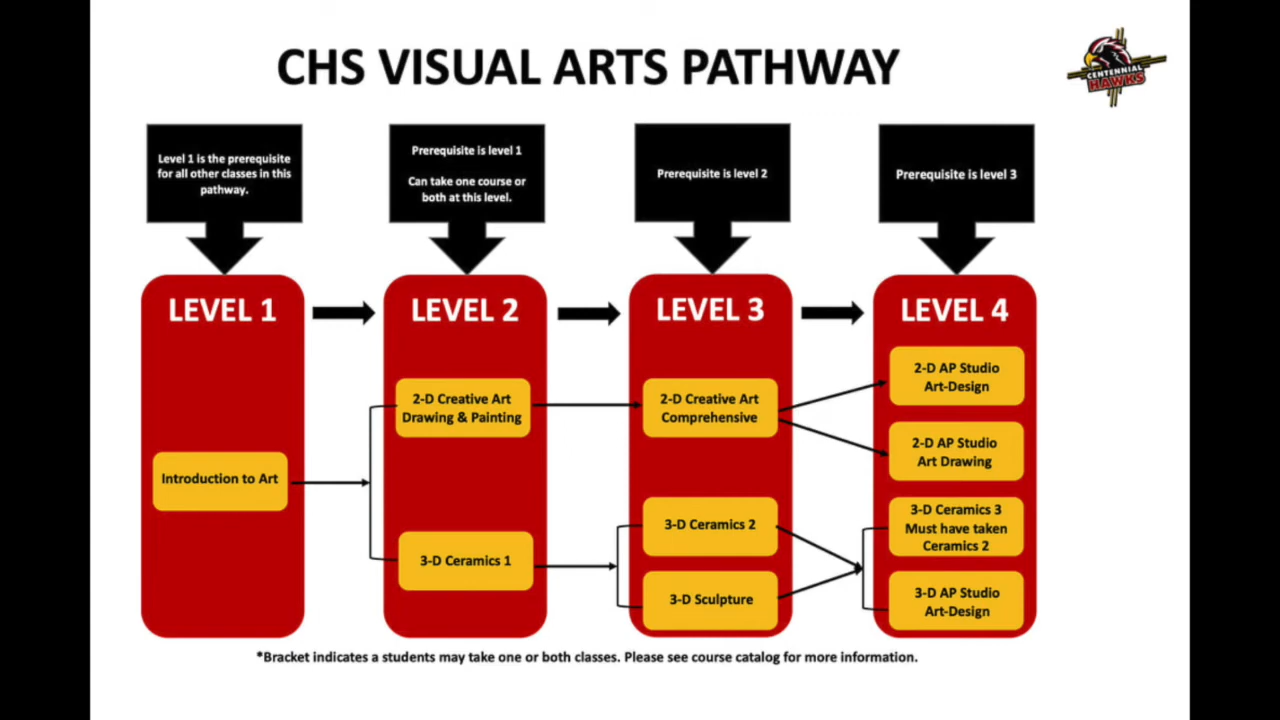 CHS VISUAL ARTS PATHWAY
CENTENNIAL
HAWKS
Level 1 is the prerequisite
for all other classes in this
pathway.
Prerequisite is level 1
Can take one course or
both at this level.
Prerequisite is level 2
Prerequisite is level 3
LEVEL 1
LEVEL 2
LEVEL 3
LEVEL 4
Introduction to Art
2-D Creative Art
Drawing & Painting
3-D Ceramics 1
2-D Creative Art
Comprehensive
3-D Ceramics 2
3-D Sculpture
2-D AP Studio
Art-Design
2-D AP Studio
Art Drawing
3-D Ceramics 3
Must have taken
Ceramics 2
3-D AP Studio
Art-Design
*Bracket indicates a students may take one or both classes. Please see course catalog for more information.